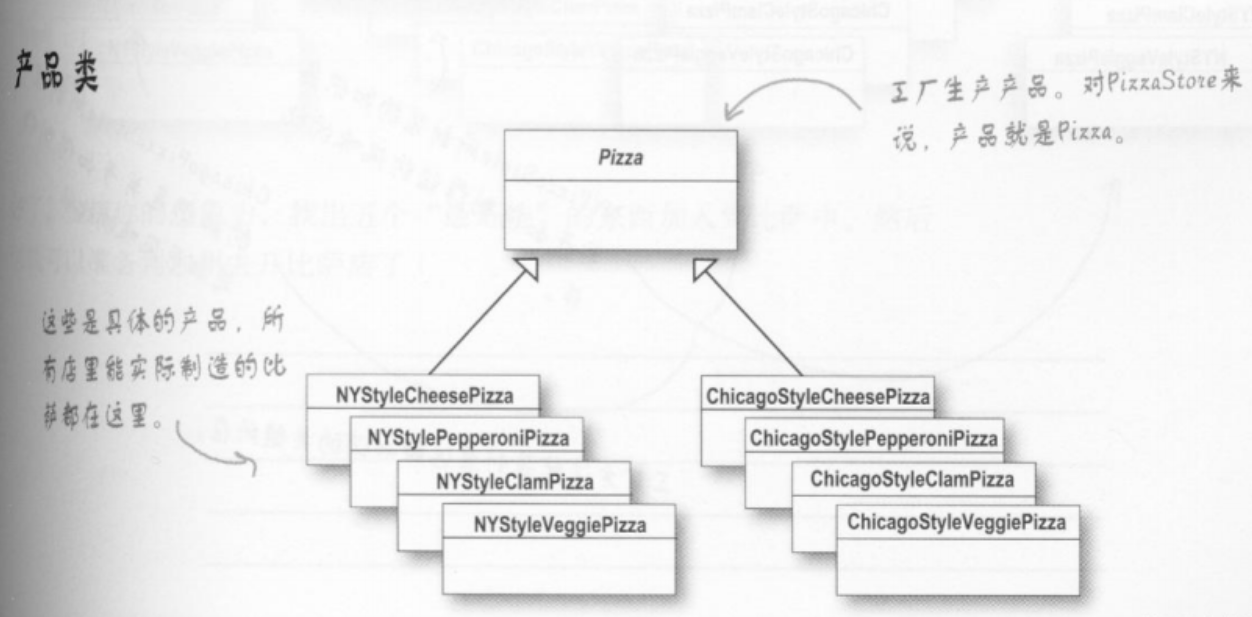 产品类
工厂生产产品。对PizzaStore来
说，产品就是Pizza。
Pizza
这些是具体的产品，所
有店里能实际制造的比
萨都在这里。
NYStyleCheesePizza
NYStylePepperoniPizza
NYStyleClamPizza
NYStyleVeggiePizza
ChicagoStyleCheesePizza
ChicagoStylePepperoniPizza
ChicagoStyleClamPizza
ChicagoStyleVeggiePizza